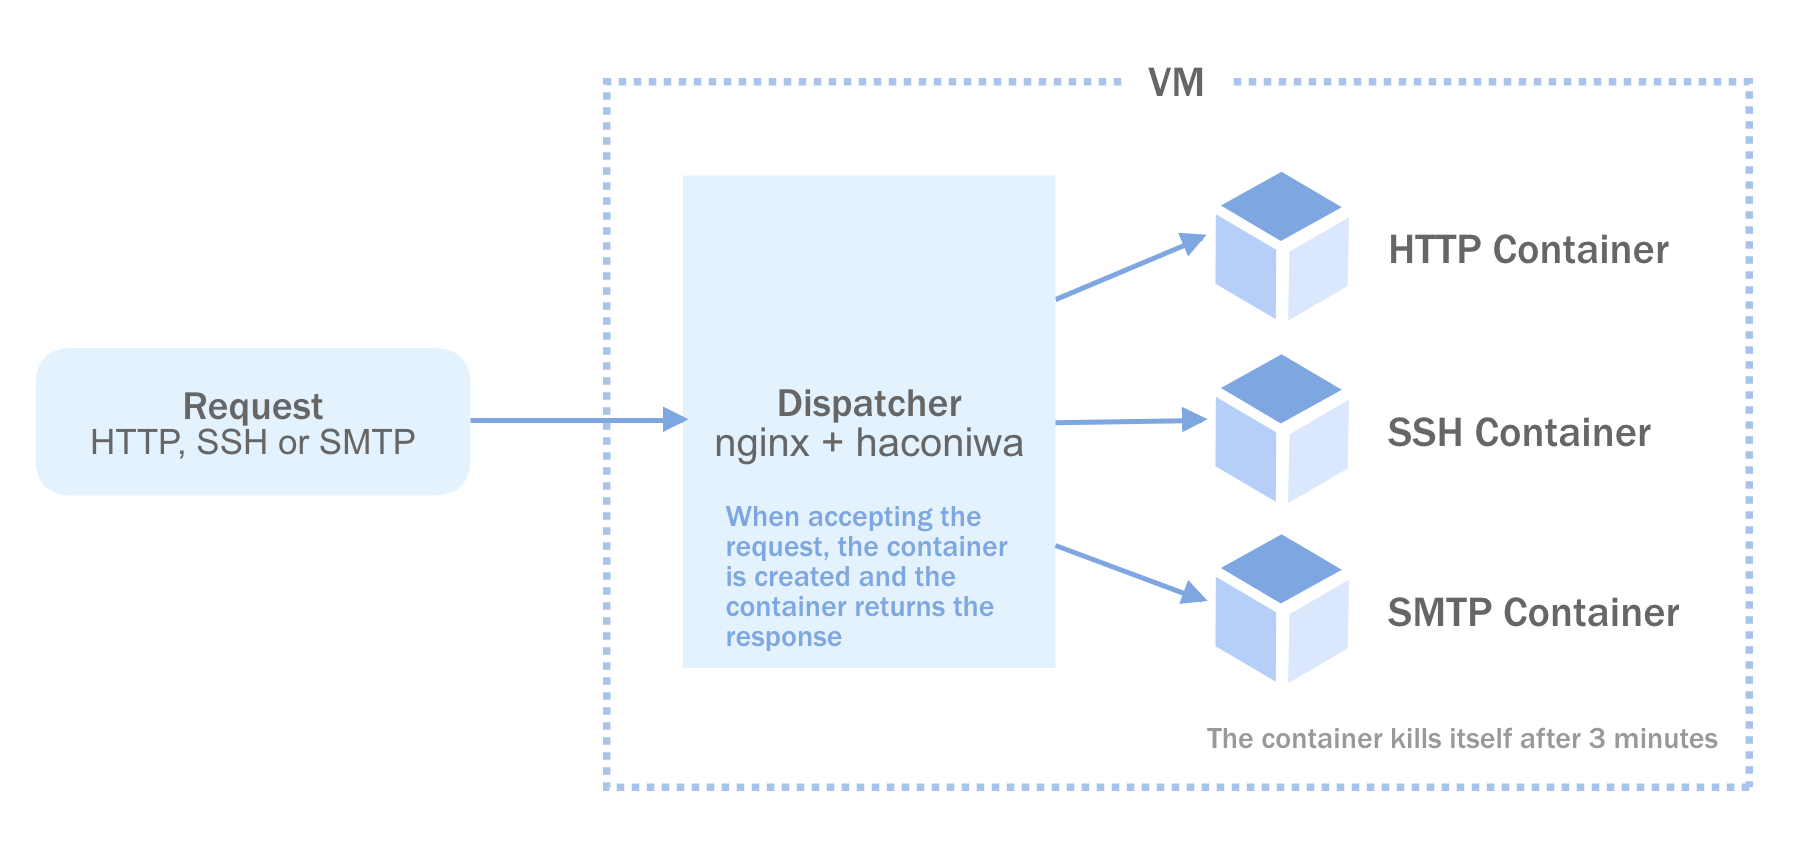 VM
Request
HTTP, SSH or SMTP
Dispatcher
nginx + haconiwa
When accepting the
request, the container
is created and the
container returns the
response
HTTP Container
SSH Container
SMTP Container
The container kills itself after 3 minutes